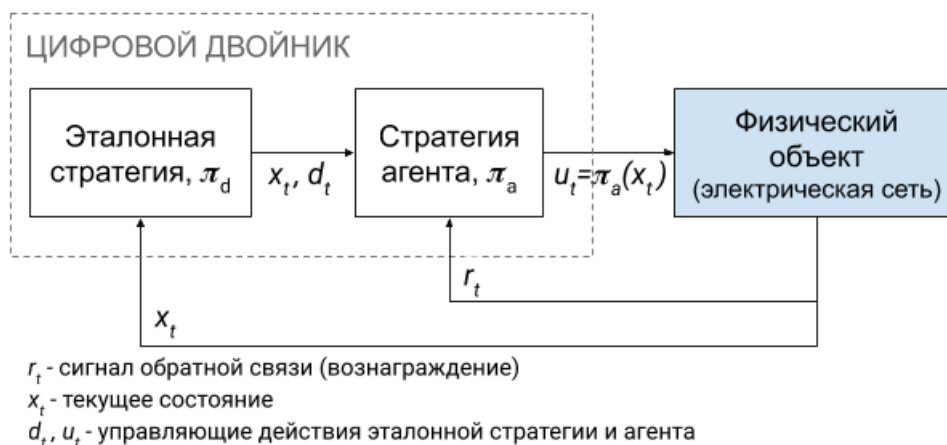 ЦИФРОВОЙ ДВОЙНИК
Эталонная
стратегия, π_d
x_t, d_t
Стратегия
агента, π_a
u_t=π_a(x_t)
Физический
объект
(электрическая сеть)
r_t
x_t
r_t - сигнал обратной связи (вознаграждение)
x_t - текущее состояние
d_t , u_t - управляющие действия эталонной стратегии и агента